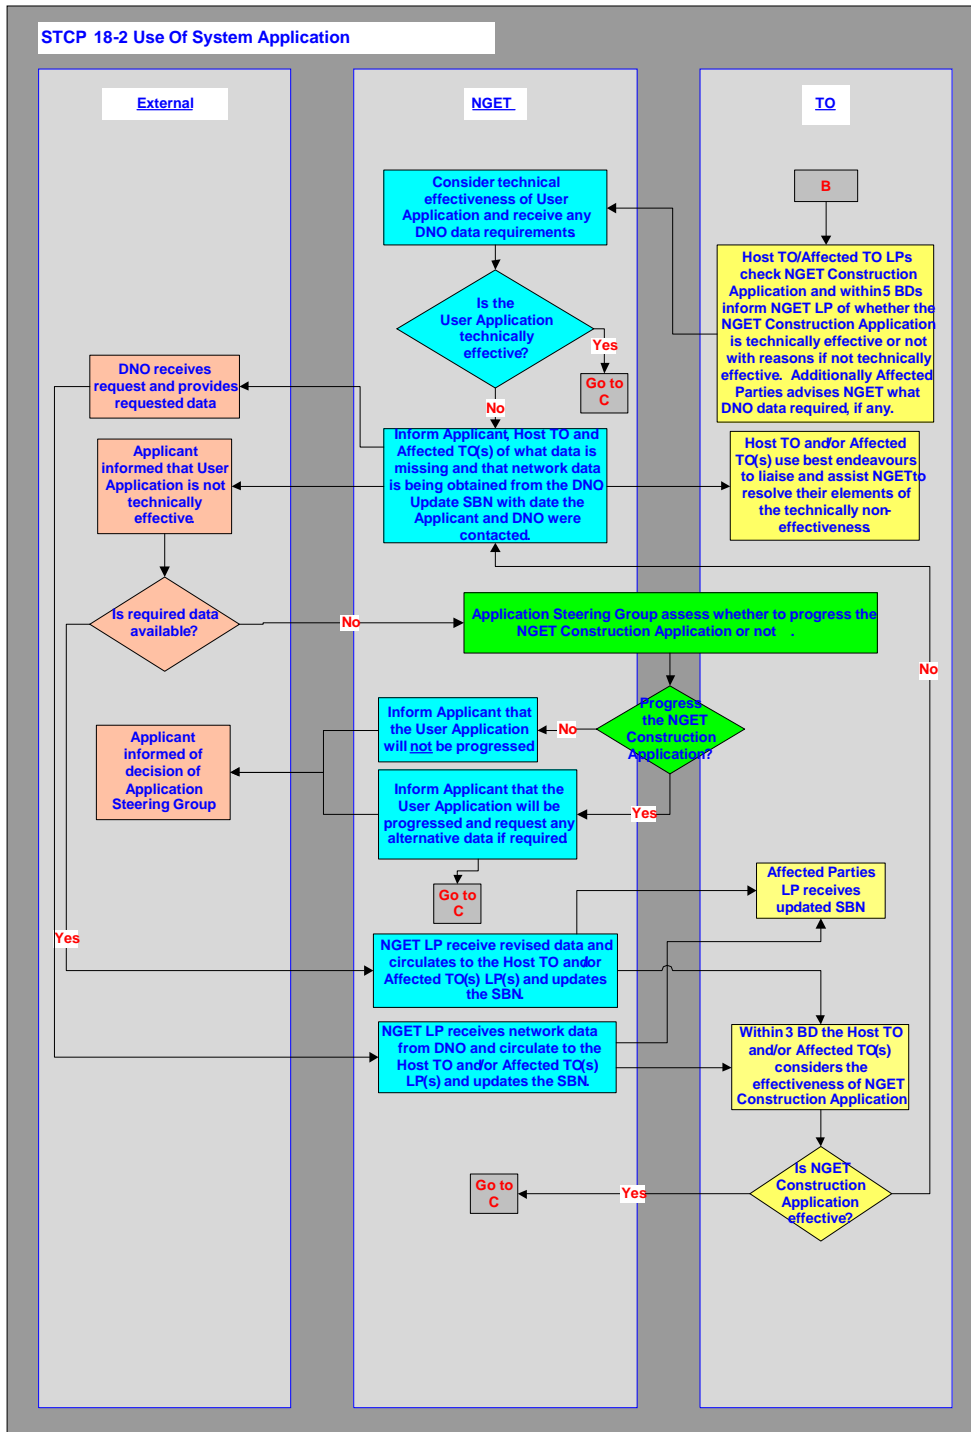 STCP 18-2 Use Of System Application
External
NGET
TO
B
Consider technical
effectiveness of User
Application and receive any
DNO data requirements
Host TO/Affected TO LPs
check NGET Construction
Application and within 5 BDs
inform NGET LP of whether the
NGET Construction Application
is technically effective or not
with reasons if not technically
effective. Additionally Affected
Parties advises NGET what
DNO data required, if any.
Is the
User Application
technically
effective?
Yes
Go to
C
No
DNO receives
request and provides
requested data
Inform Applicant, Host TO and
Affected TO(s) of what data is
missing and that network data
is being obtained from the DNO
Update SBN with date the
Applicant and DNO were
contacted.
Host TO and/or Affected
TO(s) use best endeavours
to liaise and assist NGET to
resolve their elements of
the technically non-
effectiveness
Applicant
informed that User
Application is not
technically
effective.
Is required data
available?
No
Application Steering Group assess whether to progress the
NGET Construction Application or not .
No
Progress
the NGET
Construction
Application?
No
Inform Applicant that
the User Application
will not be progressed
Applicant
informed of
decision of
Application
Steering Group
Inform Applicant that the
User Application will be
progressed and request any
alternative data if required
Yes
Go to
C
Affected Parties
LP receives
updated SBN
Yes
NGET LP receive revised data and
circulates to the Host TO and/or
Affected TO(s) LP(s) and updates
the SBN.
NGET LP receives network data
from DNO and circulate to the
Host TO and/or Affected TO(s)
LP(s) and updates the SBN.
Within 3 BD the Host TO
and/or Affected TO(s)
considers the
effectiveness of NGET
Construction Application
Is NGET
Construction
Application
effective?
Yes
Go to
C